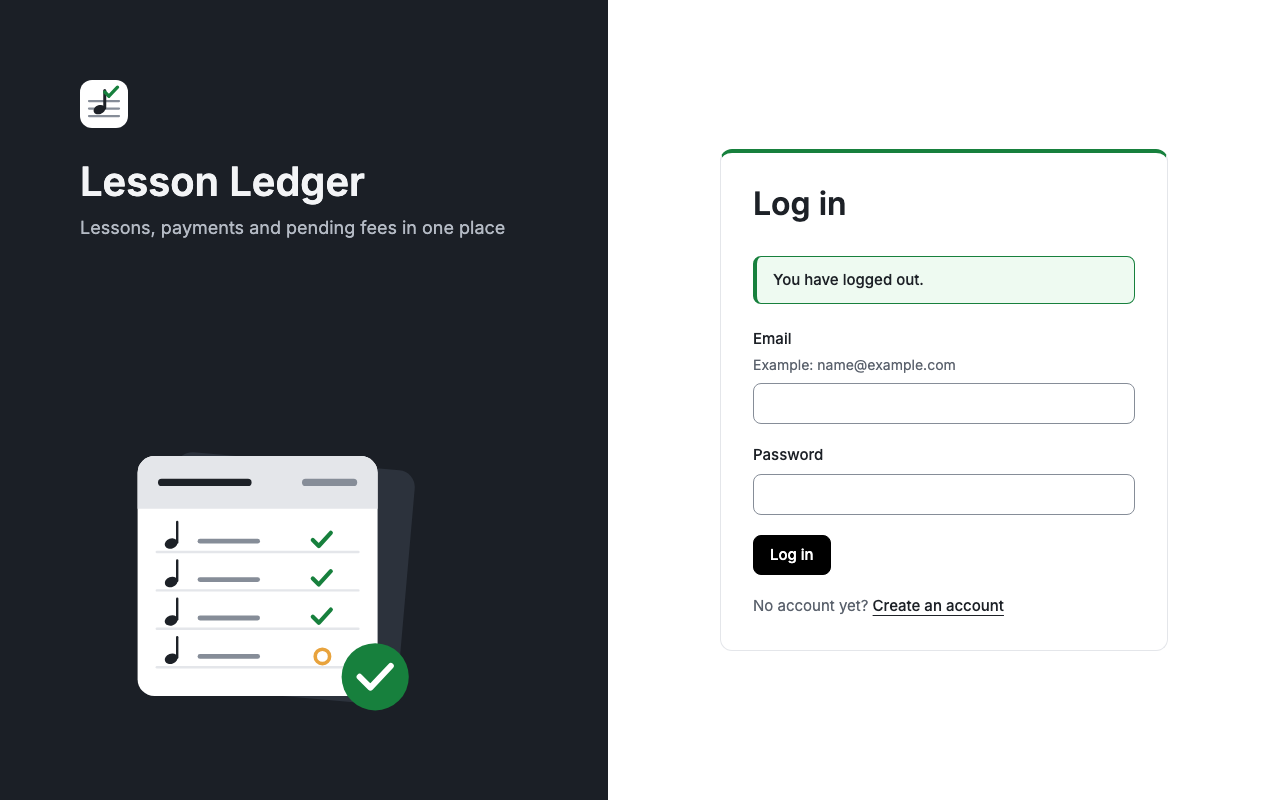 Lesson Ledger
Lessons, payments and pending fees in one place
Log in
You have logged out.
Email
Example: name@example.com
Password
Log in
No account yet? Create an account